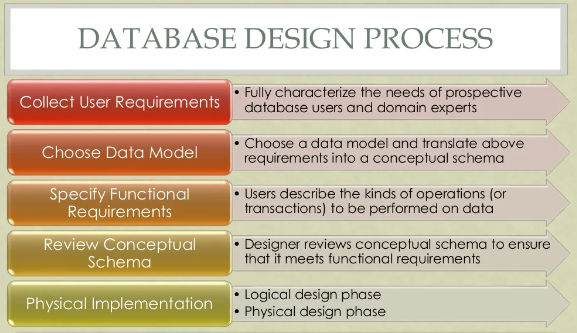 DATABASE DESIGN PROCESS
Collect User Requirements
• Fully characterize the needs of prospective
database users and domain experts
Choose Data Model
• Choose a data model and translate above
requirements into a conceptual schema
Specify Functional
Requirements
• Users describe the kinds of operations (or
transactions) to be performed on data
Review Conceptual
Schema
• Designer reviews conceptual schema to ensure
that it meets functional requirements
Physical Implementation
• Logical design phase
• Physical design phase